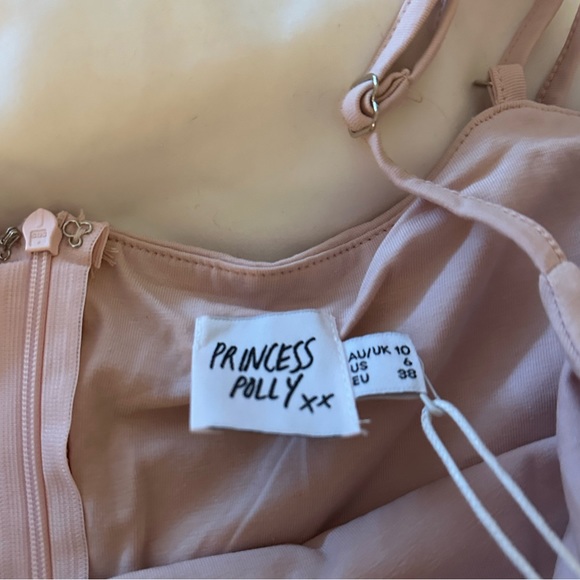 PRINCESS
POLLY xx
AU/UK 10
US 6
EU 38